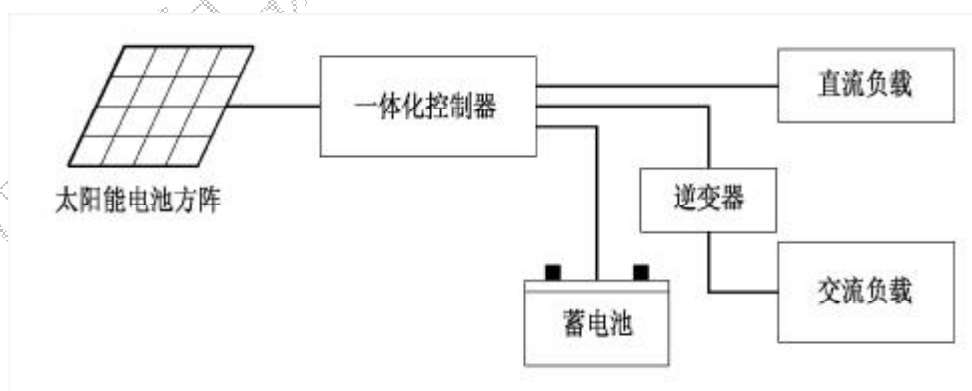 太阳能电池方阵
一体化控制器
直流负载
逆变器
蓄电池
交流负载